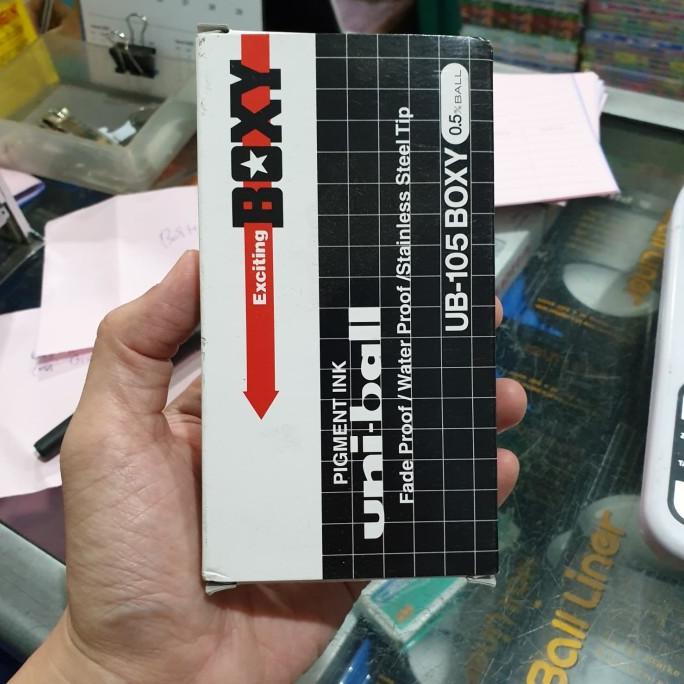 BOXY
Exciting
PIGMENT INK
uni-ball
Fade Proof / Water Proof /Stainless Steel Tip
UB-105 BOXY 0.5% BALL
Ball Liner